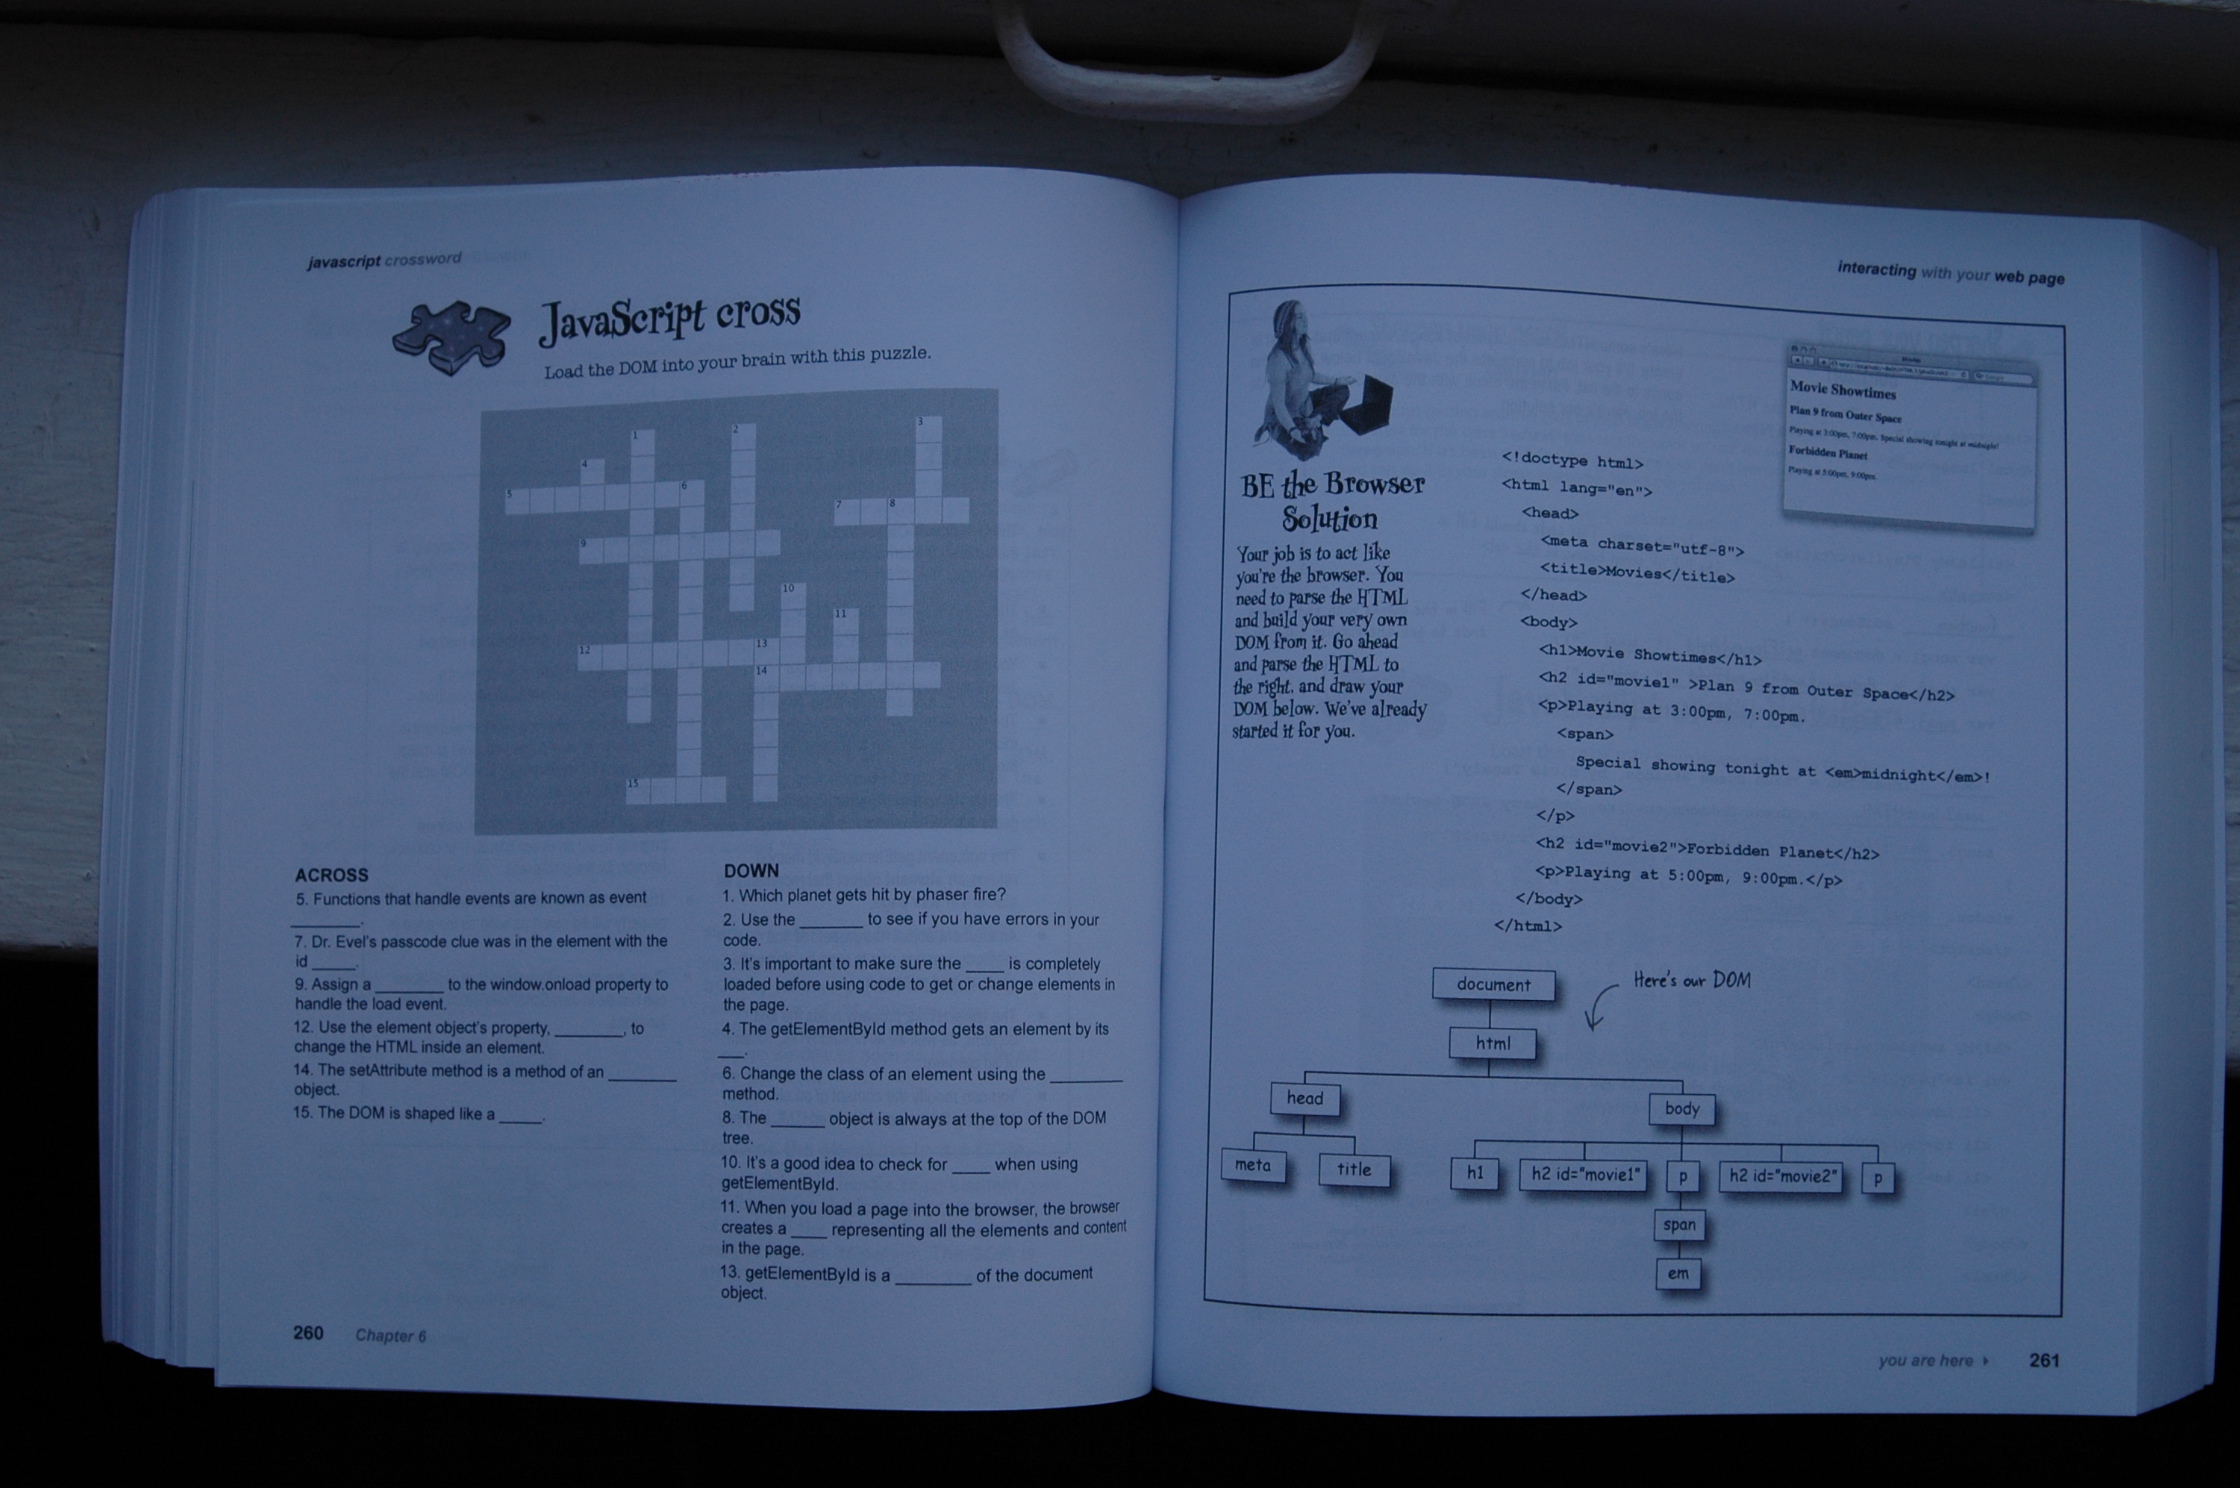 javascript crossword
JavaScript cross
Load the DOM into your brain with this puzzle.
1
2
3
4
5
6
7
8
9
10
11
12
13
14
15
ACROSS
5. Functions that handle events are known as event
________.
7. Dr. Evel's passcode clue was in the element with the
id _____.
9. Assign a ________ to the window.onload property to
handle the load event.
12. Use the element object's property, ________, to
change the HTML inside an element.
14. The setAttribute method is a method of an ________
object.
15. The DOM is shaped like a _____.
DOWN
1. Which planet gets hit by phaser fire?
2. Use the _______ to see if you have errors in your
code.
3. It's important to make sure the ____ is completely
loaded before using code to get or change elements in
the page.
4. The getElementById method gets an element by its
___.
6. Change the class of an element using the ________
method.
8. The ______ object is always at the top of the DOM
tree.
10. It's a good idea to check for ____ when using
getElementById.
11. When you load a page into the browser, the browser
creates a ____ representing all the elements and content
in the page.
13. getElementById is a ________ of the document
object.
260 Chapter 6
interacting with your web page
BE the Browser
Solution
Your job is to act like
you're the browser. You
need to parse the HTML
and build your very own
DOM from it. Go ahead
and parse the HTML to
the right, and draw your
DOM below. We've already
started it for you.
Movie Showtimes
Plan 9 from Outer Space
Playing at 3:00pm, 7:00pm. Special showing tonight at midnight!
Forbidden Planet
Playing at 5:00pm, 9:00pm.
<!doctype html>
<html lang="en">
<head>
<meta charset="utf-8">
<title>Movies</title>
</head>
<body>
<h1>Movie Showtimes</h1>
<h2 id="movie1" >Plan 9 from Outer Space</h2>
<p>Playing at 3:00pm, 7:00pm.
<span>
Special showing tonight at <em>midnight</em>!
</span>
</p>
<h2 id="movie2">Forbidden Planet</h2>
<p>Playing at 5:00pm, 9:00pm.</p>
</body>
</html>
document
Here's our DOM
html
head
body
meta
title
h1
h2 id="movie1"
p
h2 id="movie2"
p
span
em
you are here
261